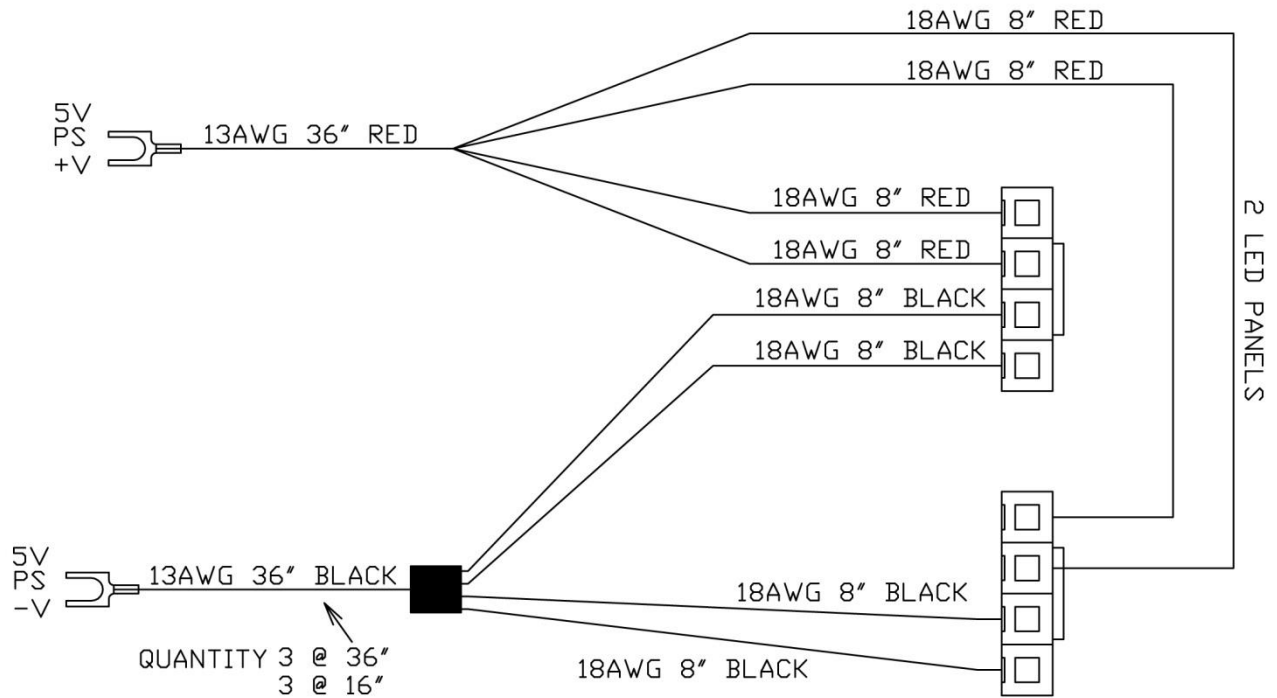 18AWG 8" RED
18AWG 8" RED
5V
PS
+V
13AWG 36" RED
18AWG 8" RED
18AWG 8" RED
18AWG 8" BLACK
18AWG 8" BLACK
2 LED PANELS
5V
PS
-V
13AWG 36" BLACK
18AWG 8" BLACK
18AWG 8" BLACK
QUANTITY 3 @ 36"
3 @ 16"